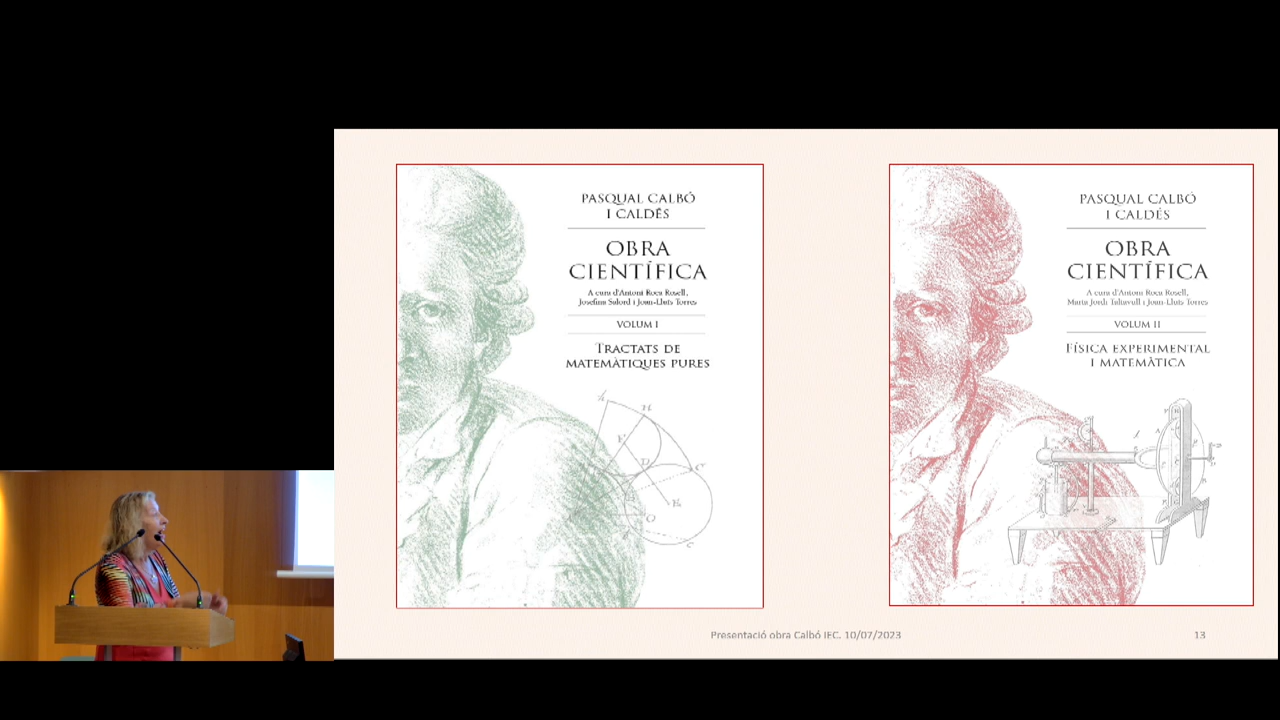 PASQUAL CALBÓ
I CALDÉS
OBRA
CIENTÍFICA
A cura d'Antoni Roca Rosell,
Josefina Salord i Joan-Lluís Torres
VOLUM I
TRACTATS DE
MATEMÀTIQUES PURES
PASQUAL CALBÓ
I CALDÉS
OBRA
CIENTÍFICA
A cura d'Antoni Roca Rosell,
Maria Jordi Taltavull i Joan-Lluís Torres
VOLUM II
FÍSICA EXPERIMENTAL
I MATEMÀTICA
Presentació obra Calbó IEC. 10/07/2023
13